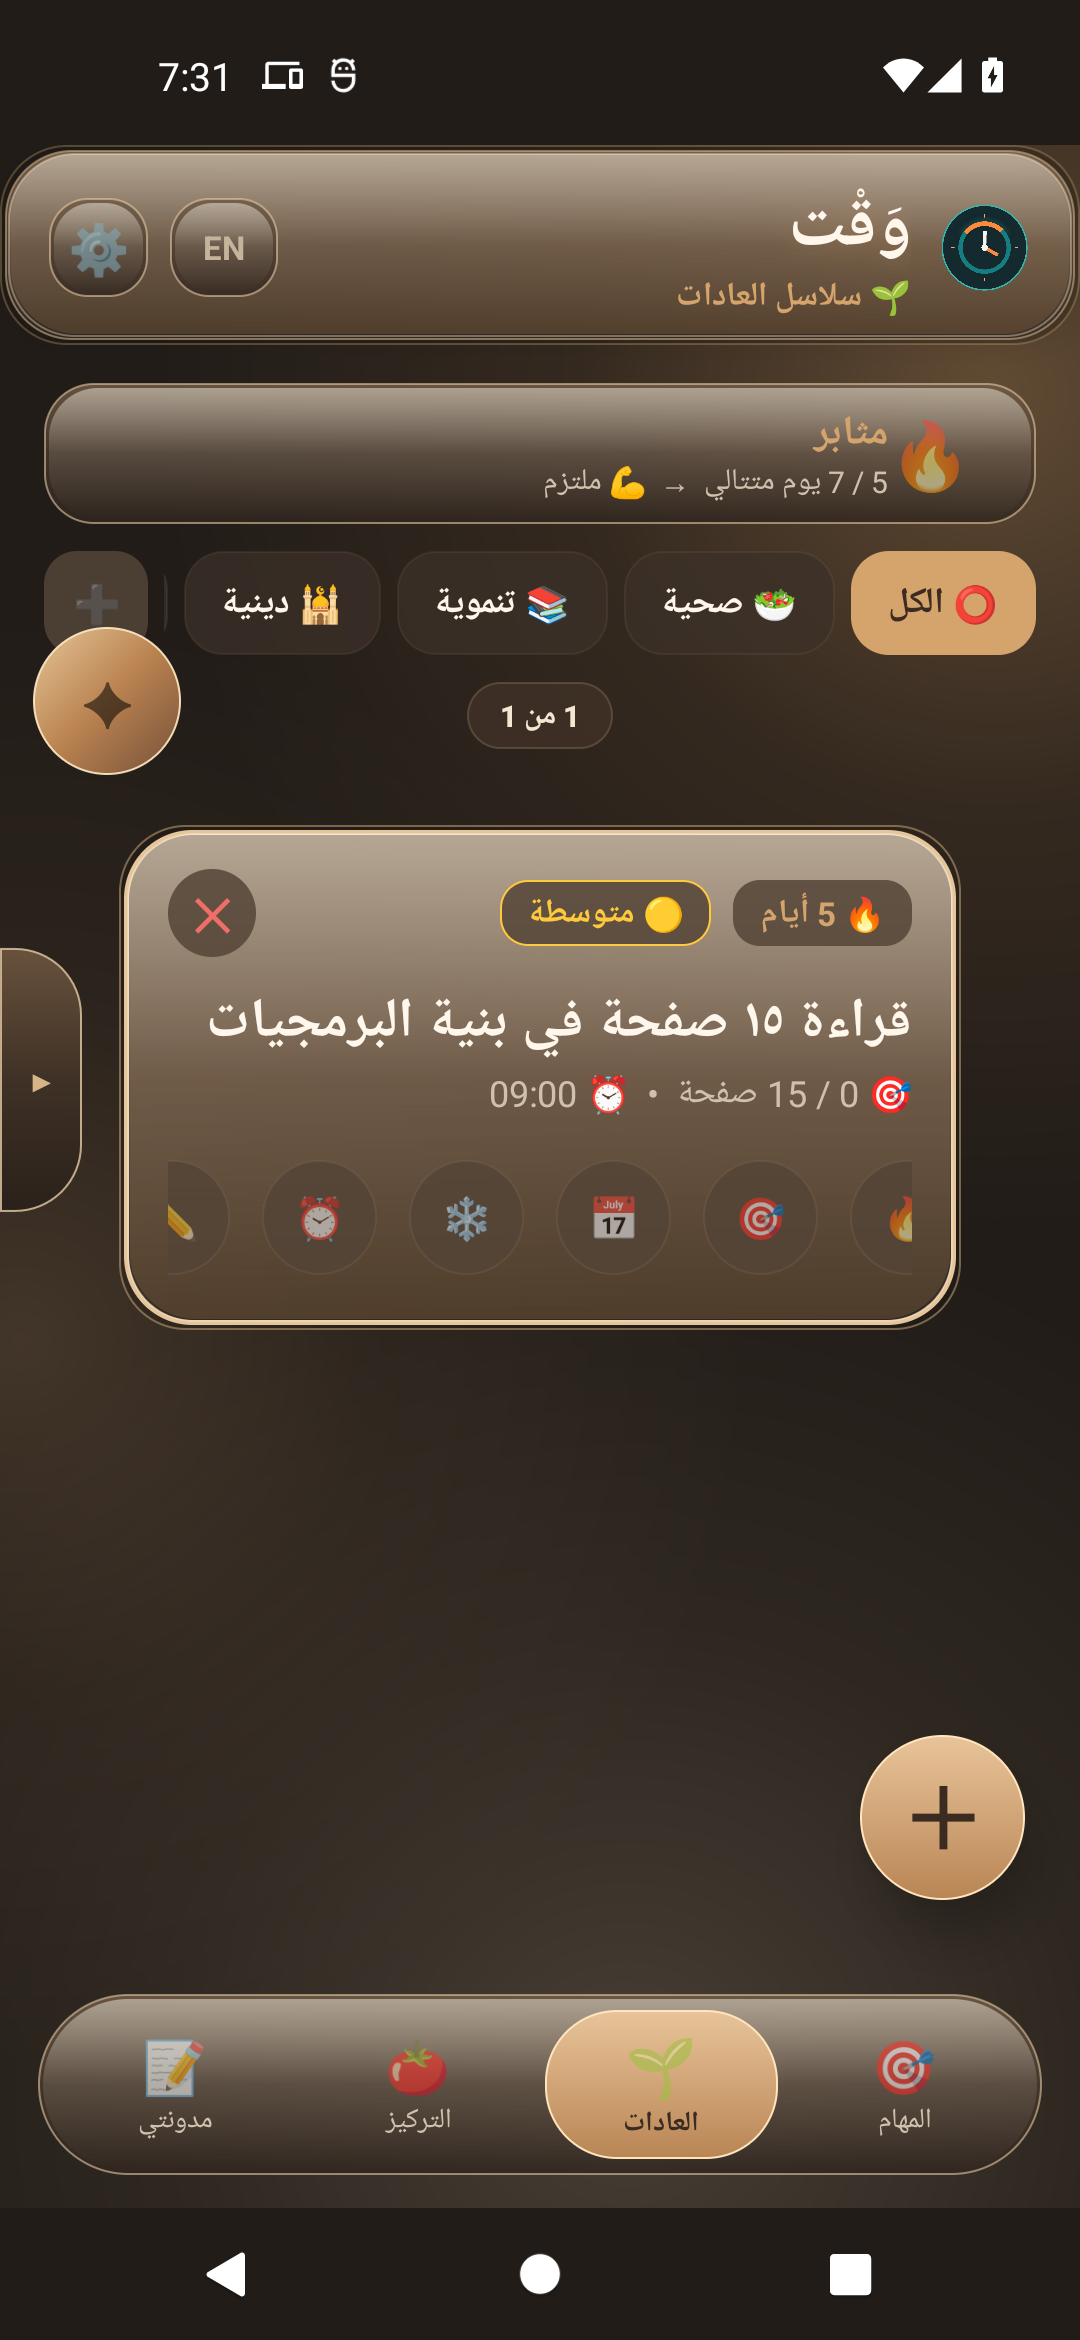 7:31
وَقْت
🌱 سلاسل العادات
EN
مثابر
5 / 7 يوم متتالي → 💪 ملتزم
⭕ الكل
🥗 صحية
📚 تنموية
🕌 دينية
1 من 1
🔥 5 أيام
🟡 متوسطة
قراءة ١٥ صفحة في بنية البرمجيات
🎯 0 / 15 صفحة • ⏰ 09:00
July 17
المهام
العادات
التركيز
مدونتي